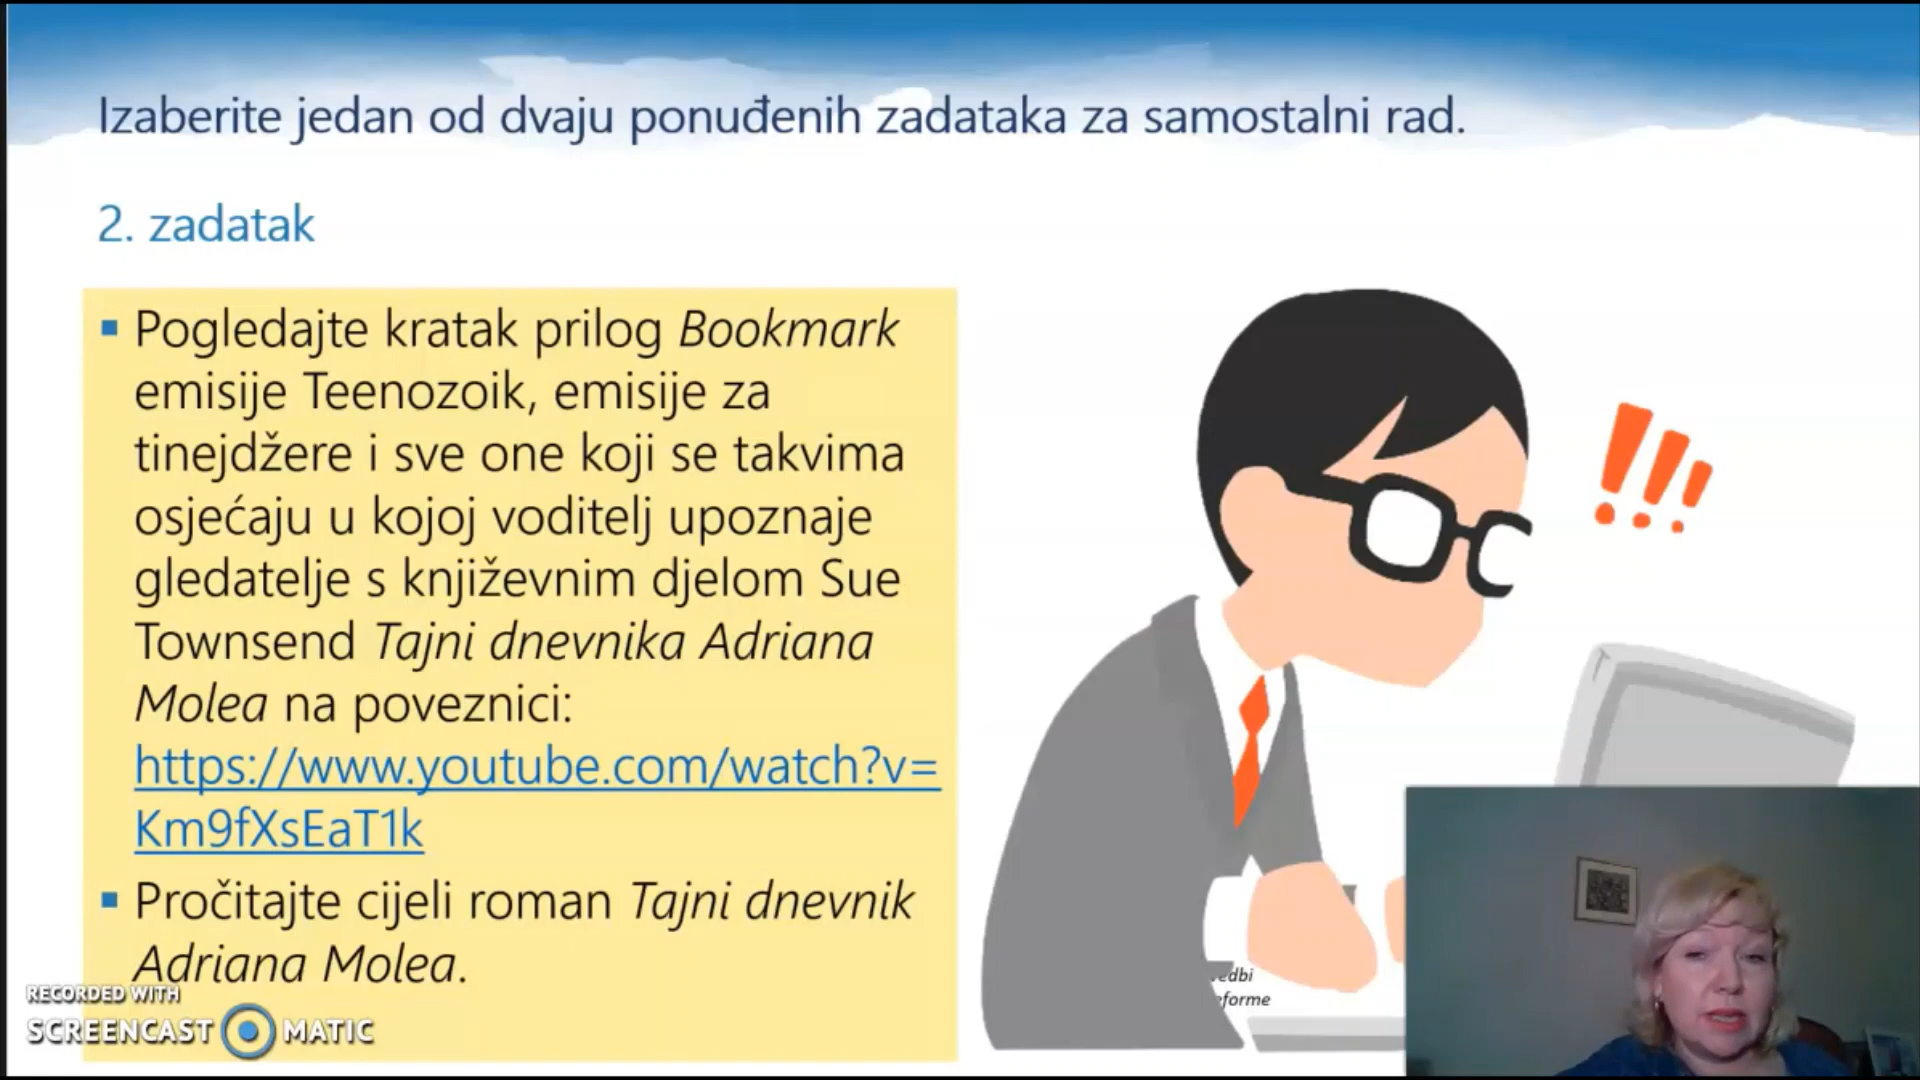 Izaberite jedan od dvaju ponuđenih zadataka za samostalni rad.
2. zadatak
▪ Pogledajte kratak prilog Bookmark
emisije Teenozoik, emisije za
tinejdžere i sve one koji se takvima
osjećaju u kojoj voditelj upoznaje
gledatelje s književnim djelom Sue
Townsend Tajni dnevnika Adriana
Molea na poveznici:
https://www.youtube.com/watch?v=
Km9fXsEaT1k
▪ Pročitajte cijeli roman Tajni dnevnik
Adriana Molea.
RECORDED WITH
SCREENCAST MATIC